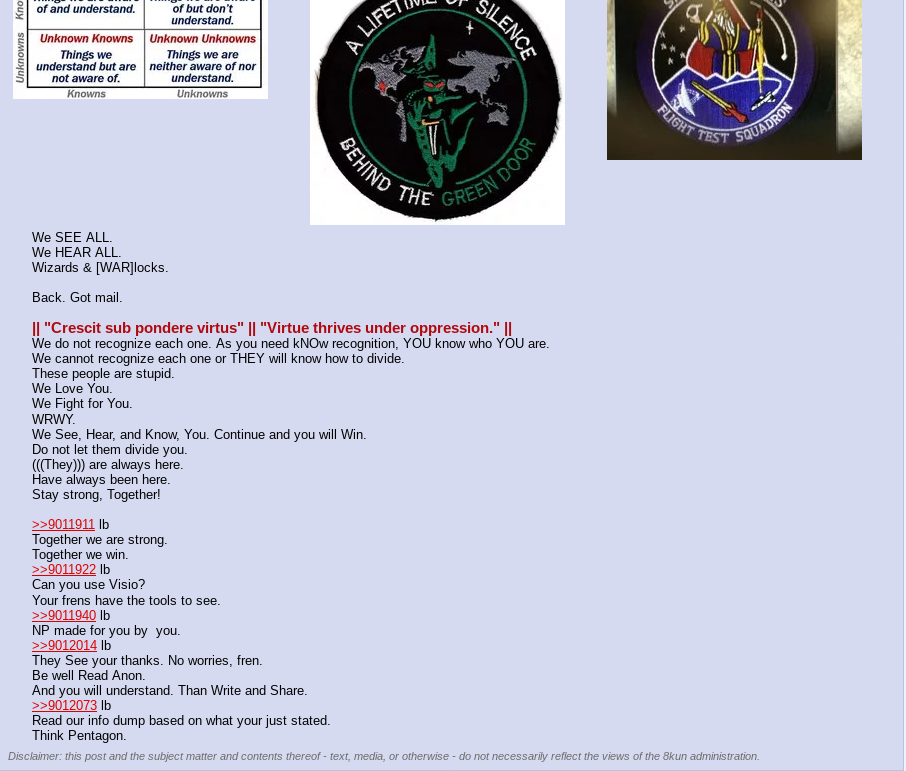 Things we are aware
of and understand.
Things we are aware
of but don't
understand.
Unknown Knowns
Unknown Unknowns
Things we
understand but are
not aware of.
Things we are
neither aware of nor
understand.
Unknowns
Knowns
Unknowns
A LIFETIME OF SILENCE
BEHIND THE GREEN DOOR
FLIGHT TEST SQUADRON
We SEE ALL.
We HEAR ALL.
Wizards & [WAR]locks.
Back. Got mail.
|| "Crescit sub pondere virtus" || "Virtue thrives under oppression." ||
We do not recognize each one. As you need kNOw recognition, YOU know who YOU are.
We cannot recognize each one or THEY will know how to divide.
These people are stupid.
We Love You.
We Fight for You.
WRWY.
We See, Hear, and Know, You. Continue and you will Win.
Do not let them divide you.
(((They))) are always here.
Have always been here.
Stay strong, Together!
>>9011911 lb
Together we are strong.
Together we win.
>>9011922 lb
Can you use Visio?
Your frens have the tools to see.
>>9011940 lb
NP made for you by  you.
>>9012014 lb
They See your thanks. No worries, fren.
Be well Read Anon.
And you will understand. Than Write and Share.
>>9012073 lb
Read our info dump based on what your just stated.
Think Pentagon.
Disclaimer: this post and the subject matter and contents thereof - text, media, or otherwise - do not necessarily reflect the views of the 8kun administration.